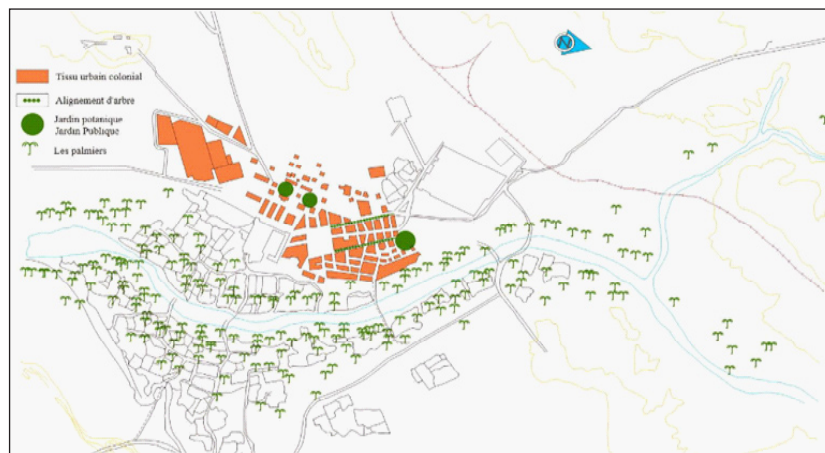 N
Tissu urbain colonial
Alignement d'arbre
Jardin potanique
Jardin Publique
Les palmiers